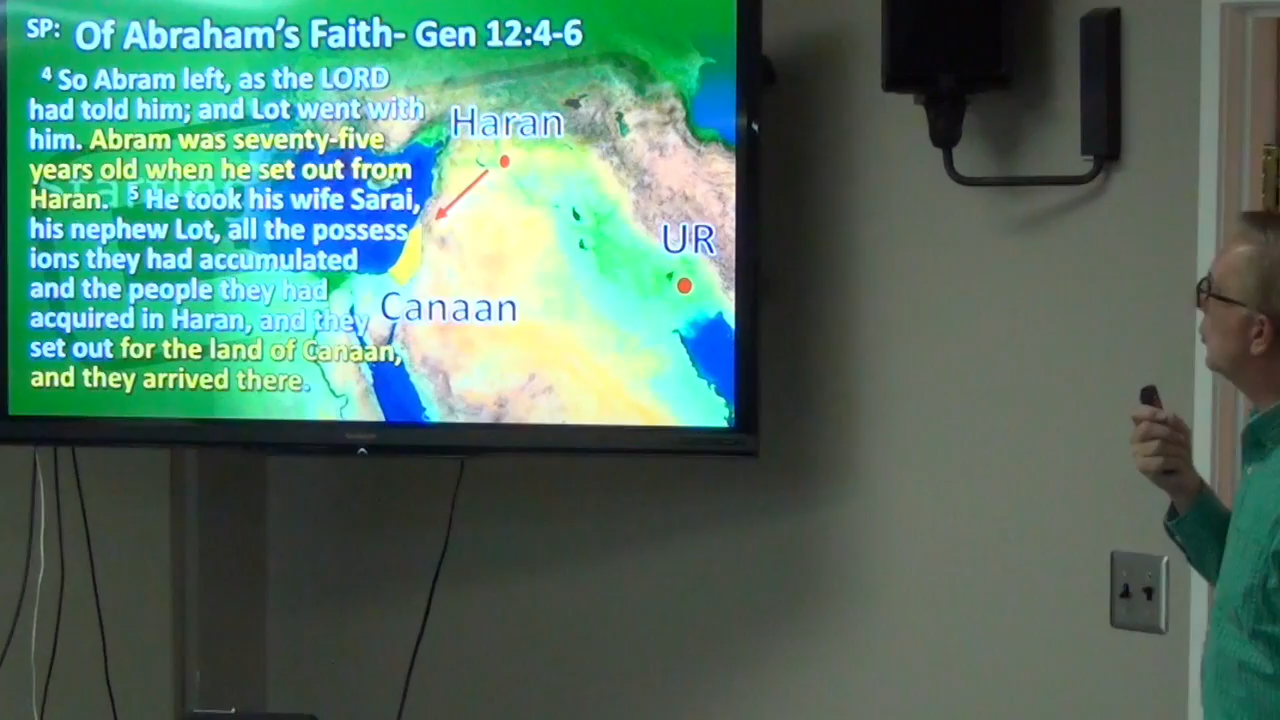 SP: Of Abraham's Faith- Gen 12:4-6
4 So Abram left, as the LORD
had told him; and Lot went with
him. Abram was seventy-five
years old when he set out from
Haran. 5 He took his wife Sarai,
his nephew Lot, all the possess
ions they had accumulated
and the people they had
acquired in Haran, and they
set out for the land of Canaan,
and they arrived there.
Haran
UR
Canaan